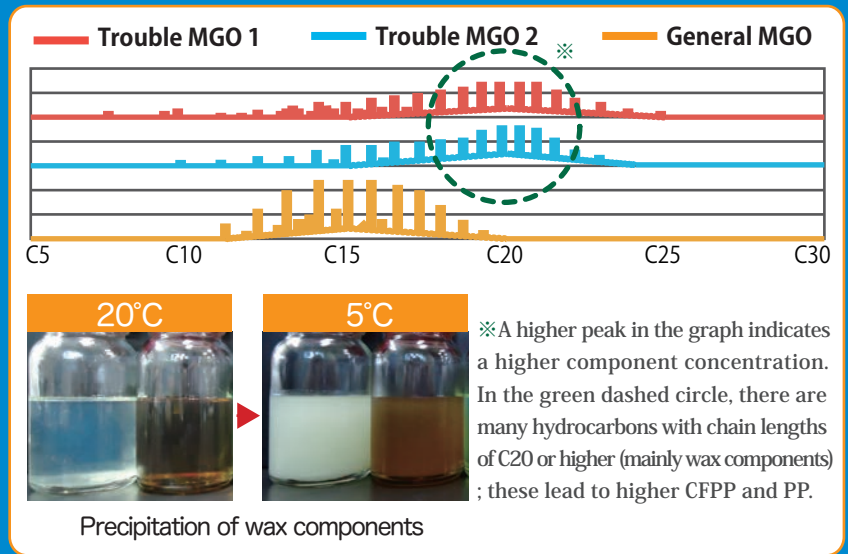 Trouble MGO 1 Trouble MGO 2 General MGO
※
C5 C10 C15 C20 C25 C30
20°C 5°C
※A higher peak in the graph indicates
a higher component concentration.
In the green dashed circle, there are
many hydrocarbons with chain lengths
of C20 or higher (mainly wax components)
; these lead to higher CFPP and PP.
Precipitation of wax components